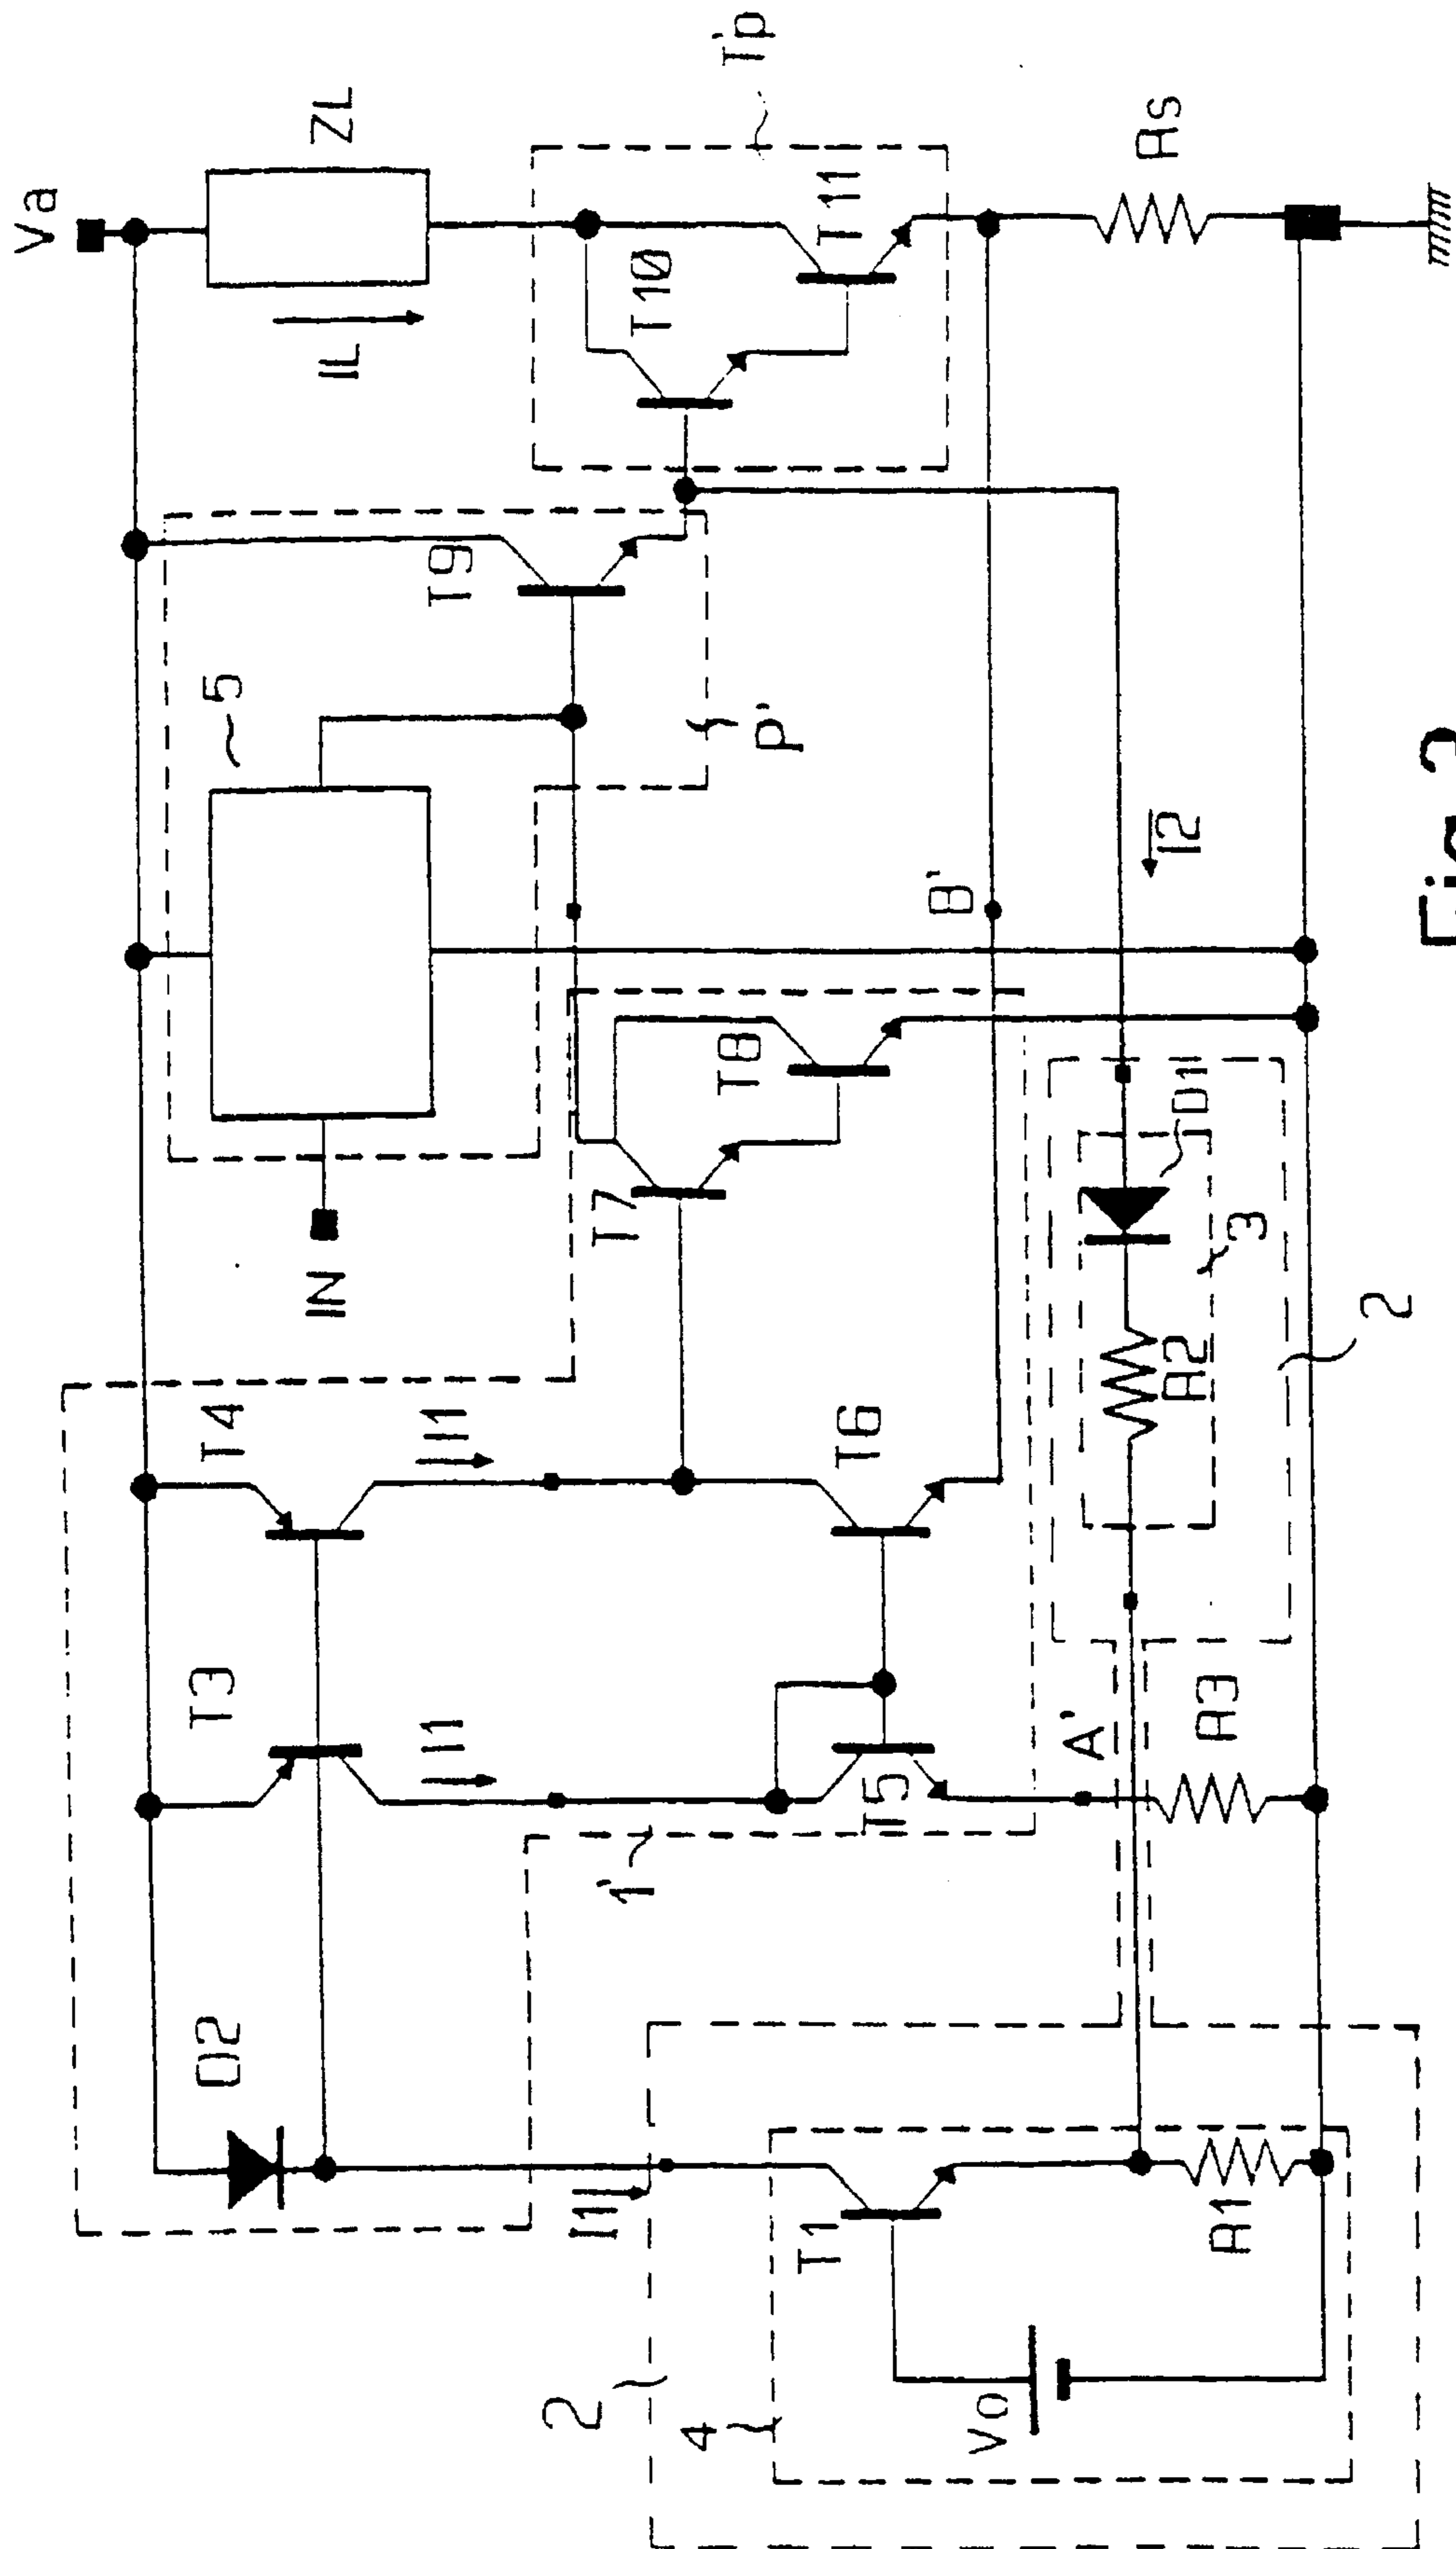 Va
ZL
IL
T'p
T10
T11
Rs
T9
5
P'
IN
B'
I2
T7
T8
D1
3
R2
2
T4
I1
T6
T3
I1
T5
A'
R3
1'
D2
I1
T1
R1
2
4
Vo
Fig.